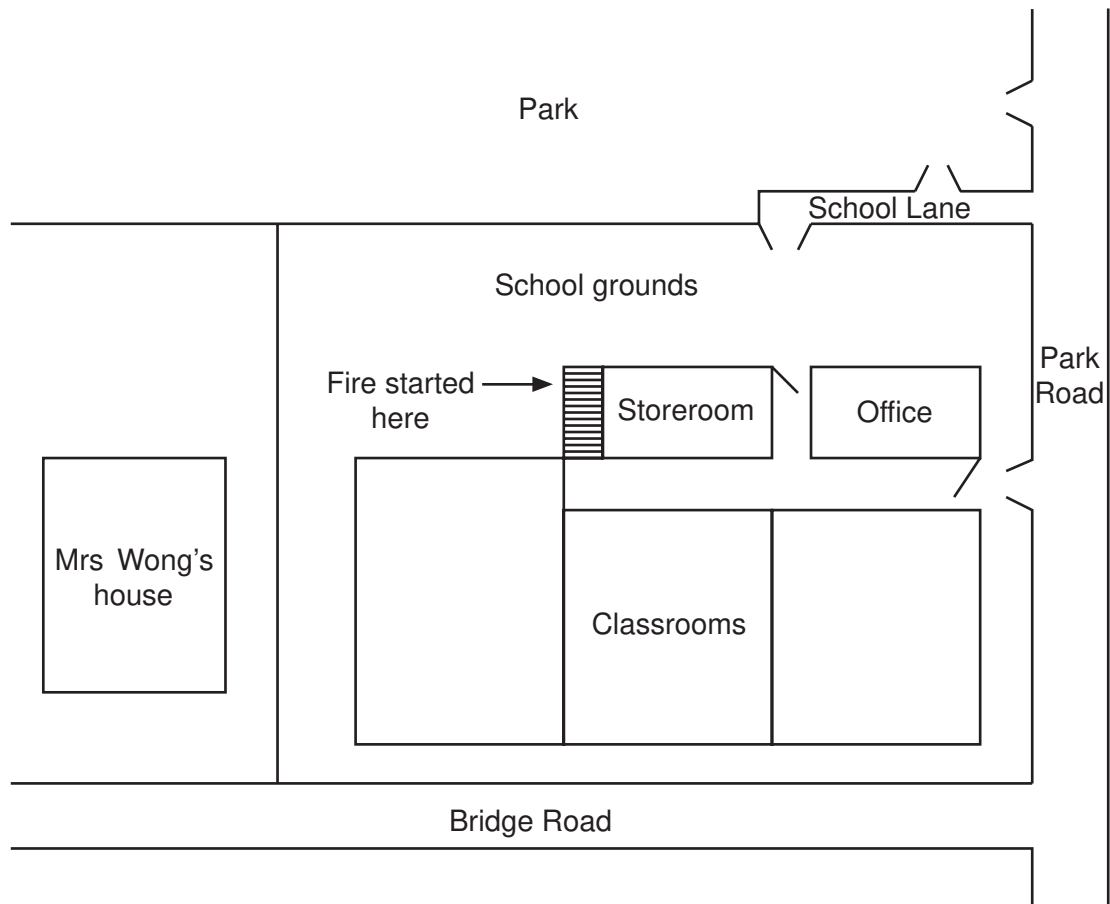 Park
School Lane
School grounds
Fire started
here
Storeroom
Office
Park
Road
Mrs Wong's
house
Classrooms
Bridge Road